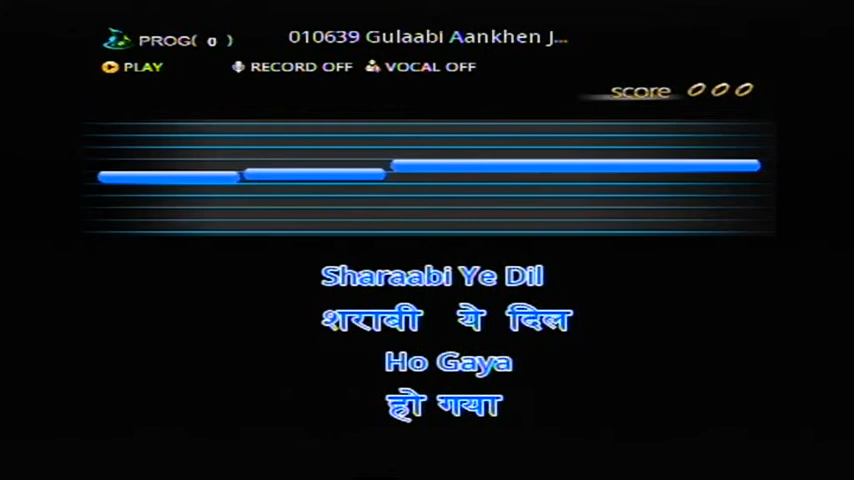 PROG( 0 ) 010639 Gulaabi Aankhen J...
PLAY RECORD OFF VOCAL OFF
score 000
Sharaabi Ye Dil
शराबी ये दिल
Ho Gaya
हो गया